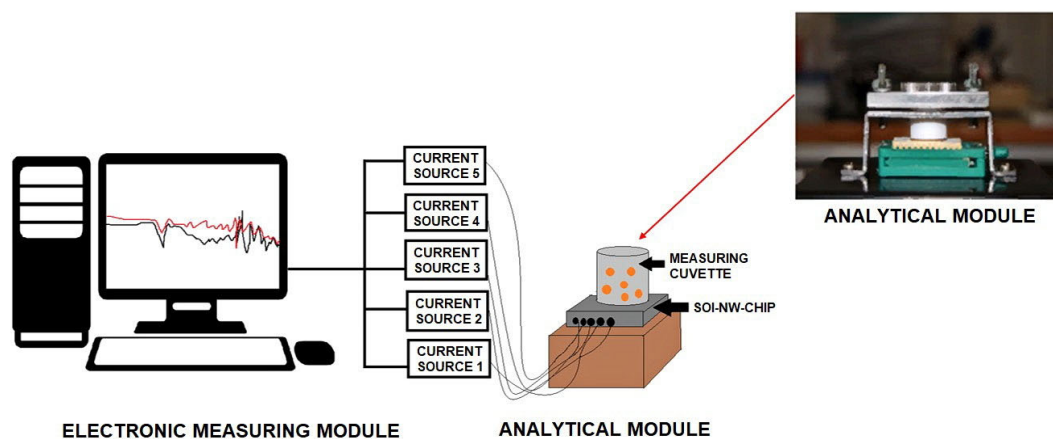 CURRENT
SOURCE 5
CURRENT
SOURCE 4
CURRENT
SOURCE 3
CURRENT
SOURCE 2
CURRENT
SOURCE 1
MEASURING
CUVETTE
SOI-NW-CHIP
ANALYTICAL MODULE
ELECTRONIC MEASURING MODULE
ANALYTICAL MODULE